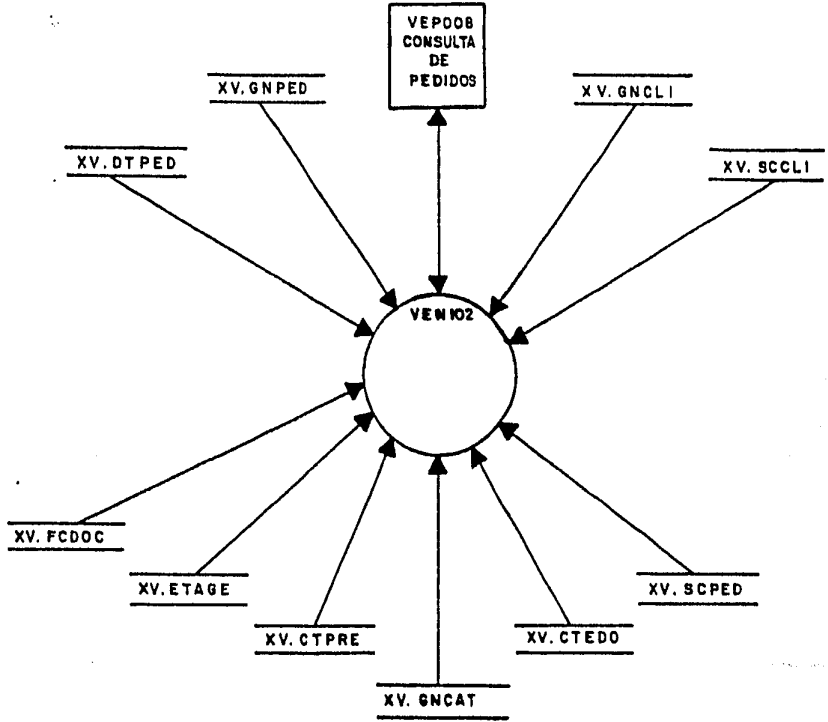 VEP008
CONSULTA
DE
PEDIDOS
XV.GNPED
XV.GNCLI
XV.DTPED
XV.SCCLI
VEN102
XV.FCDOC
XV.ETAGE
XV.SCPED
XV.CTPRE
XV.CTEDO
XV.GNCAT